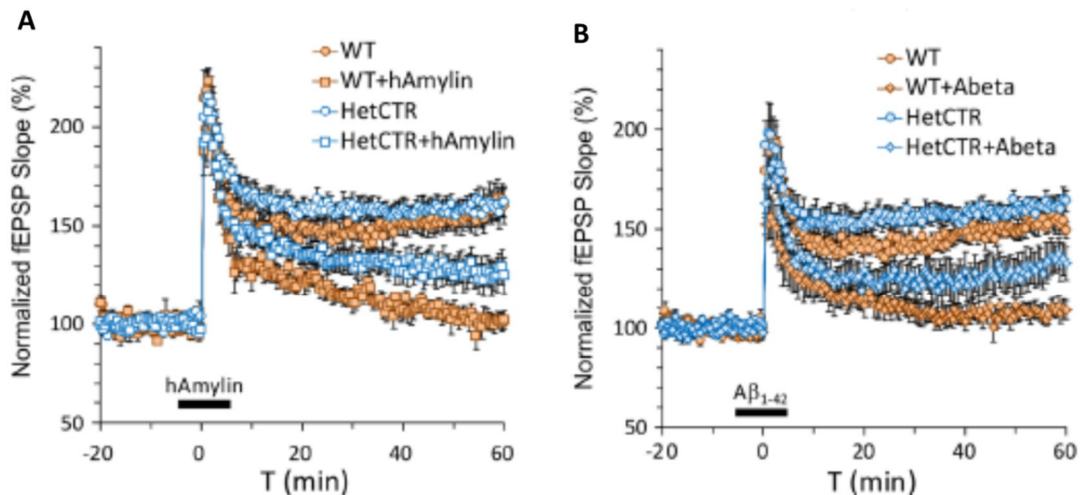 A
Normalized fEPSP Slope (%)
200
150
100
50
WT
WT+hAmylin
HetCTR
HetCTR+hAmylin
hAmylin
-20 0 20 40 60
T (min)
B
Normalized fEPSP Slope (%)
200
150
100
50
WT
WT+Abeta
HetCTR
HetCTR+Abeta
Aβ₁₋₄₂
-20 0 20 40 60
T (min)